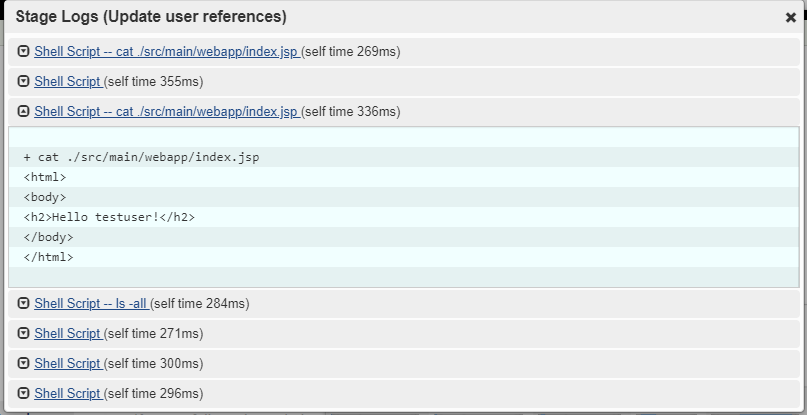 Stage Logs (Update user references)
Shell Script -- cat ./src/main/webapp/index.jsp (self time 269ms)
Shell Script (self time 355ms)
Shell Script -- cat ./src/main/webapp/index.jsp (self time 336ms)
+ cat ./src/main/webapp/index.jsp
<html>
<body>
<h2>Hello testuser!</h2>
</body>
</html>
Shell Script -- ls -all (self time 284ms)
Shell Script (self time 271ms)
Shell Script (self time 300ms)
Shell Script (self time 296ms)